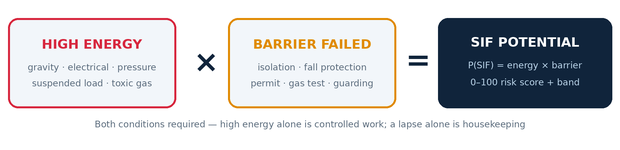 HIGH ENERGY
gravity · electrical · pressure
suspended load · toxic gas
×
BARRIER FAILED
isolation · fall protection
permit · gas test · guarding
=
SIF POTENTIAL
P(SIF) = energy × barrier
0–100 risk score + band
Both conditions required — high energy alone is controlled work; a lapse alone is housekeeping